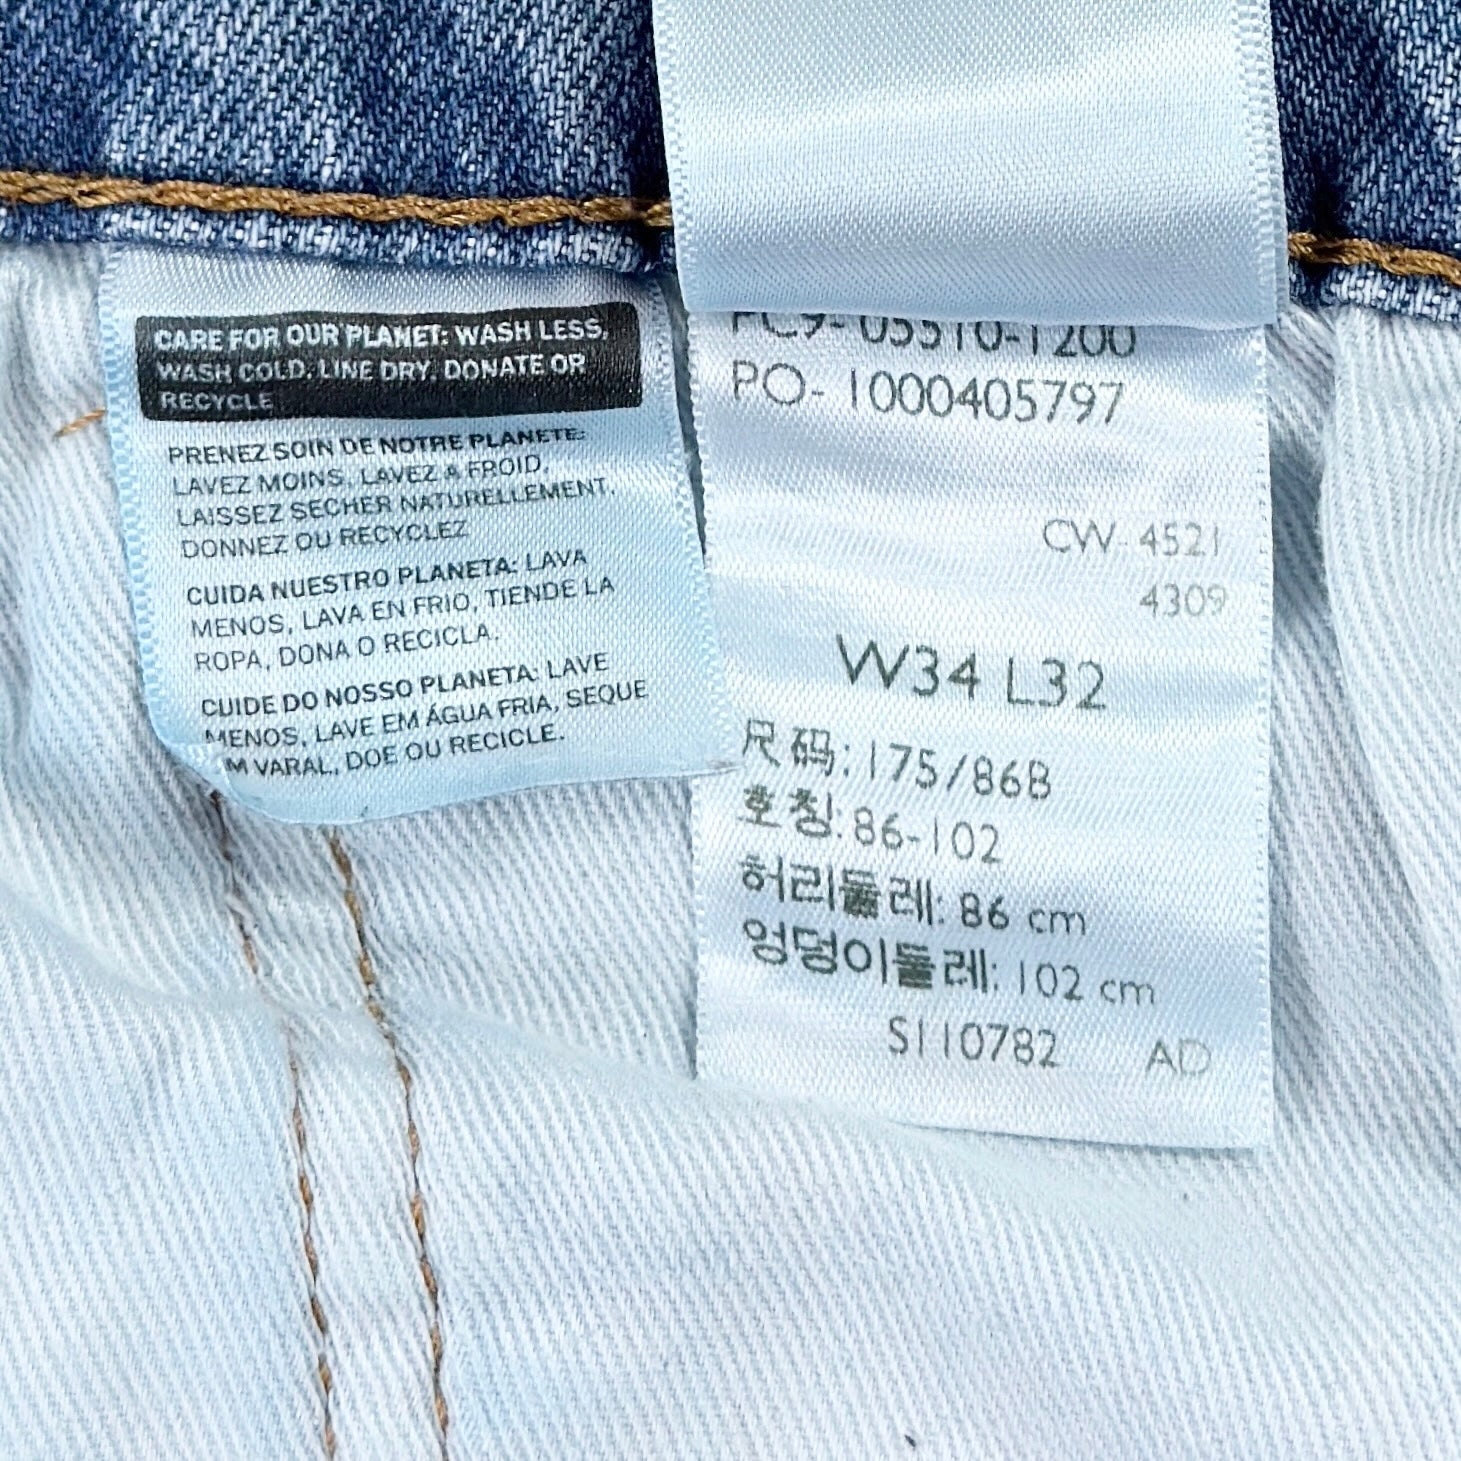 CARE FOR OUR PLANET: WASH LESS,
WASH COLD, LINE DRY, DONATE OR
RECYCLE
PRENEZ SOIN DE NOTRE PLANETE:
LAVEZ MOINS, LAVEZ A FROID,
LAISSEZ SECHER NATURELLEMENT,
DONNEZ OU RECYCLEZ
CUIDA NUESTRO PLANETA: LAVA
MENOS, LAVA EN FRIO, TIENDE LA
ROPA, DONA O RECICLA.
CUIDE DO NOSSO PLANETA: LAVE
MENOS, LAVE EM ÁGUA FRIA, SEQUE
EM VARAL, DOE OU RECICLE.
PC9-05510-1200
PO- 1000405797
CW- 4521
4309
W34 L32
尺码: 175/86B
호칭: 86-102
허리둘레: 86 cm
엉덩이둘레: 102 cm
S110782 AD